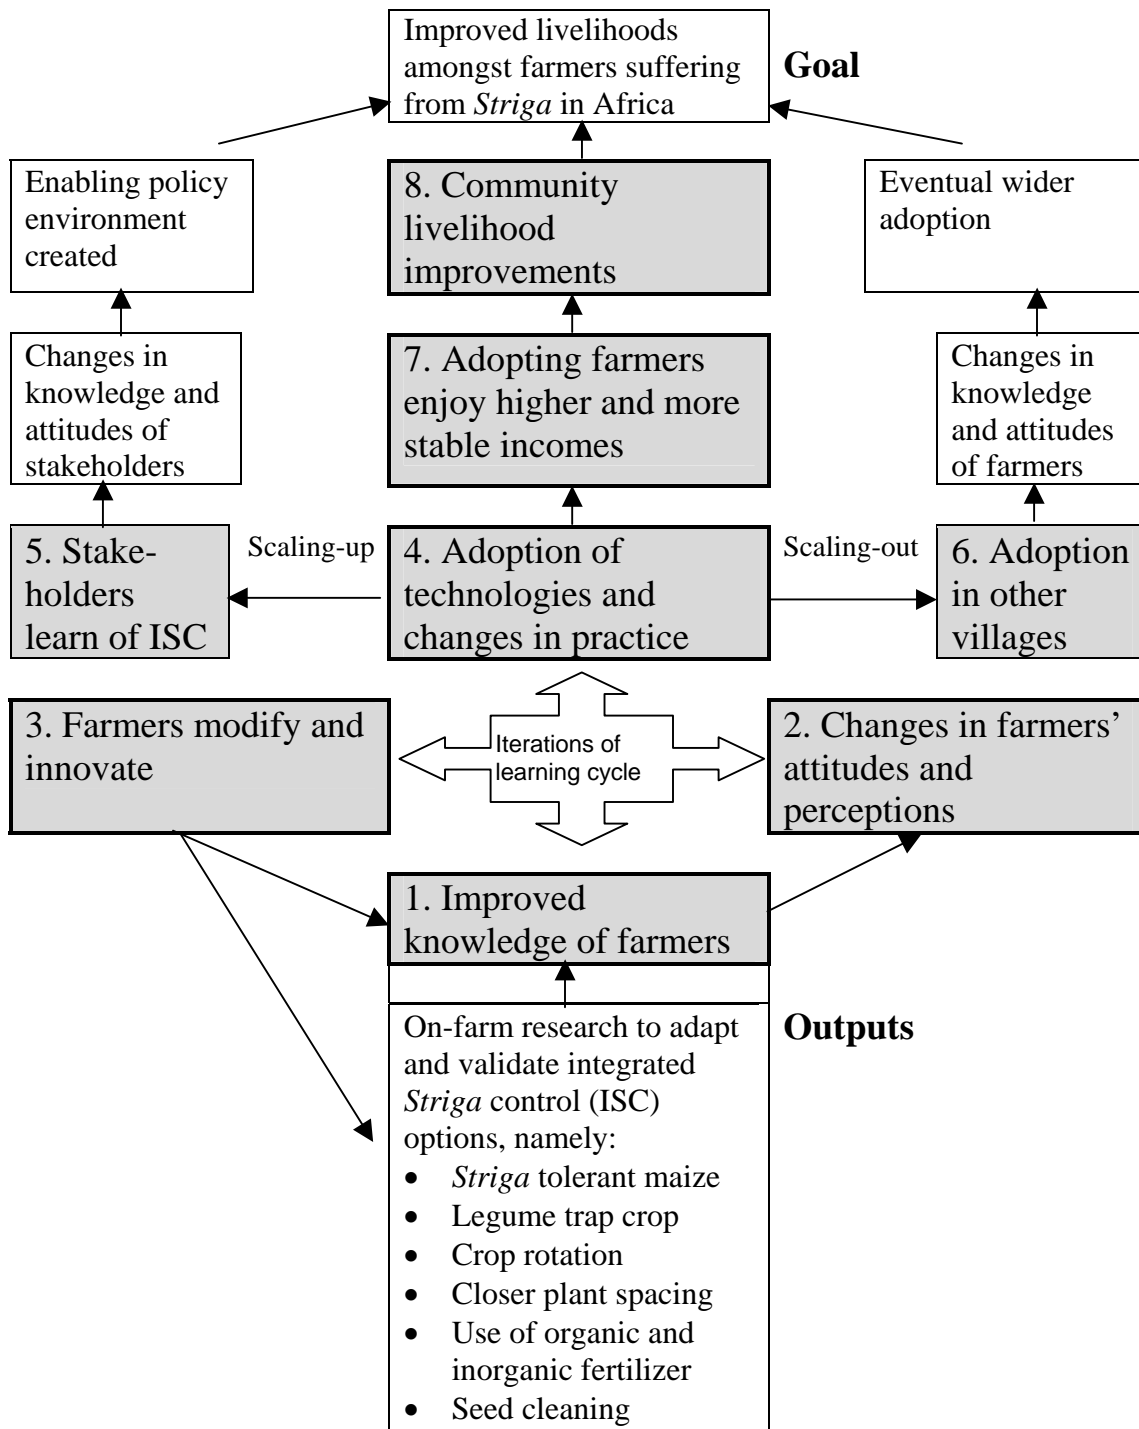 Improved livelihoods
amongst farmers suffering
from Striga in Africa
Goal
Enabling policy
environment
created
8. Community
livelihood
improvements
Eventual wider
adoption
Changes in
knowledge and
attitudes of
stakeholders
7. Adopting farmers
enjoy higher and more
stable incomes
Changes in
knowledge
and attitudes
of farmers
5. Stake-
holders
learn of ISC
Scaling-up
4. Adoption of
technologies and
changes in practice
Scaling-out
6. Adoption
in other
villages
3. Farmers modify and
innovate
Iterations of
learning cycle
2. Changes in farmers’
attitudes and
perceptions
1. Improved
knowledge of farmers
On-farm research to adapt
and validate integrated
Striga control (ISC)
options, namely:
• Striga tolerant maize
• Legume trap crop
• Crop rotation
• Closer plant spacing
• Use of organic and
inorganic fertilizer
• Seed cleaning
Outputs